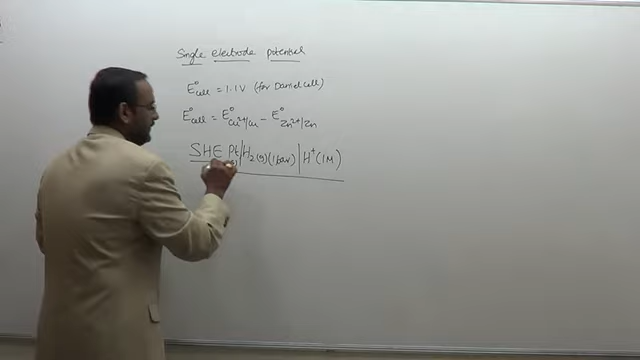 Single electrode potential
E°cell = 1.1V (for Daniel cell)
E°cell = E°Cu²⁺/Cu − E°Zn²⁺/Zn
SHE Pt/H₂(g)(1bar)|H⁺(1M)